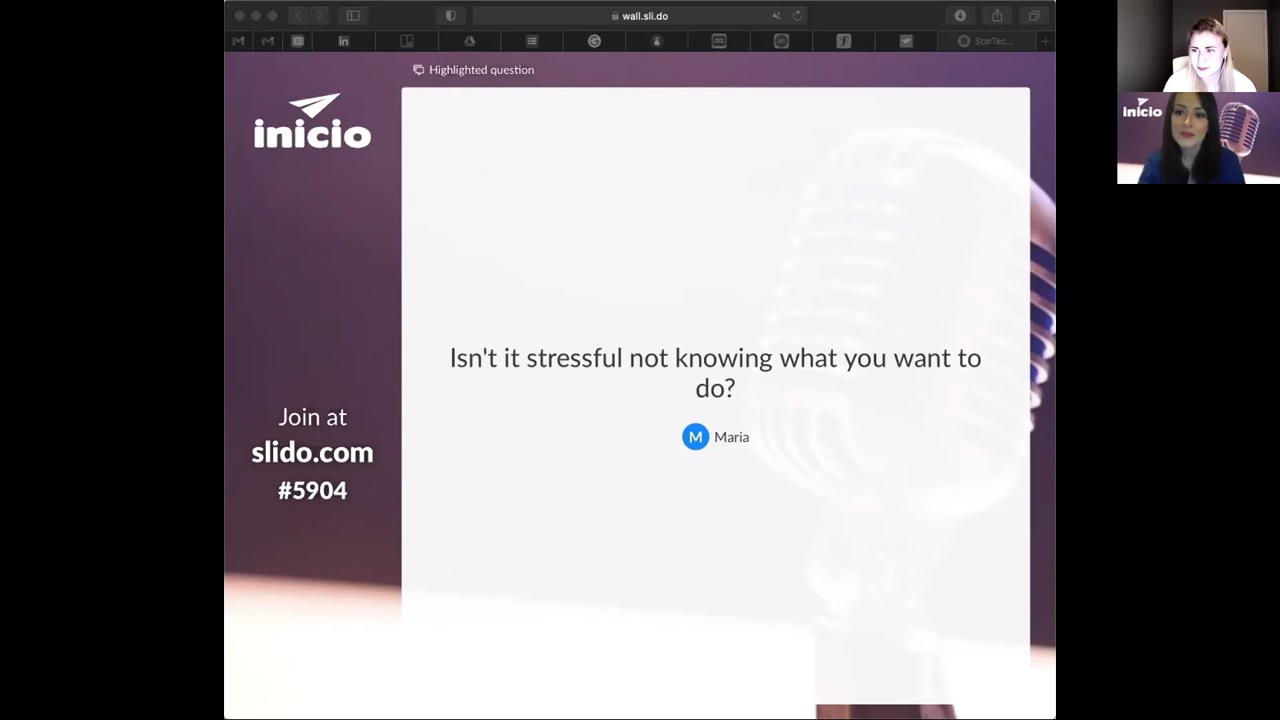 wall.sli.do
StarTec...
Highlighted question
inicio
inicio
Isn't it stressful not knowing what you want to
do?
M Maria
Join at
slido.com
#5904